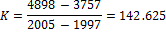 K = (4898 − 3757) / (2005 − 1997) = 142.625